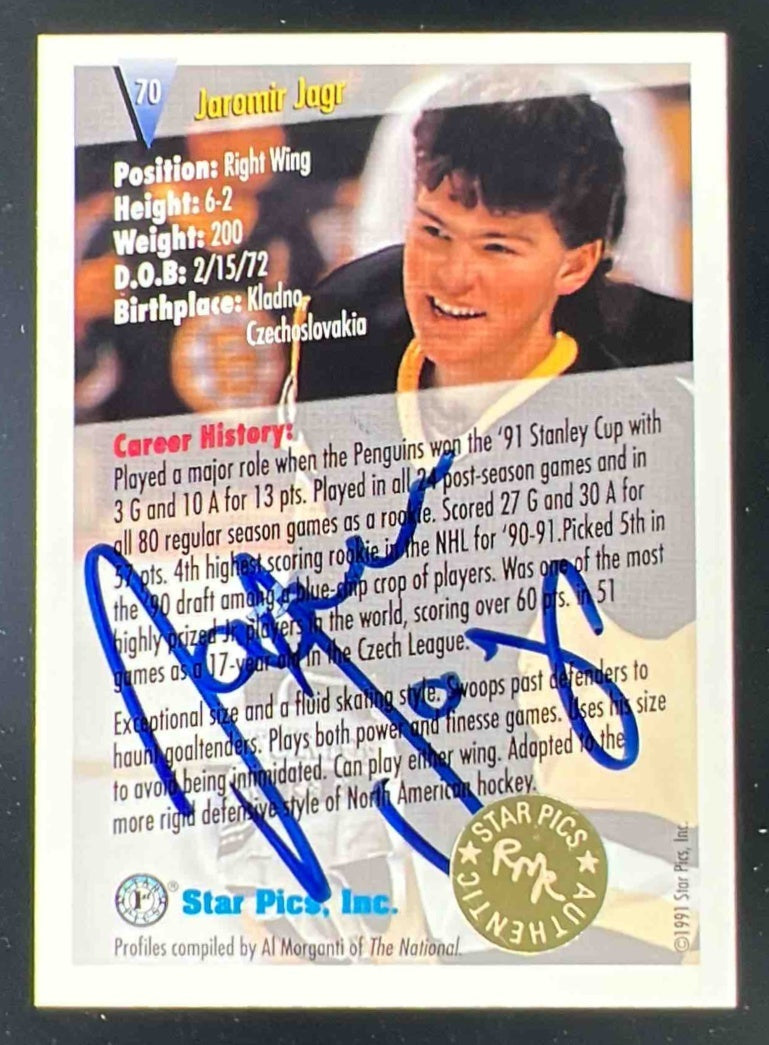 70
Jaromir Jagr
Position: Right Wing
Height: 6-2
Weight: 200
D.O.B: 2/15/72
Birthplace: Kladno,
Czechoslovakia
Career History:
Played a major role when the Penguins won the '91 Stanley Cup with
3 G and 10 A for 13 pts. Played in all 24 post-season games and in
all 80 regular season games as a rookie. Scored 27 G and 30 A for
57 pts. 4th highest scoring rookie in the NHL for '90-91.Picked 5th in
the '90 draft among a blue-chip crop of players. Was one of the most
highly prized Jr. players in the world, scoring over 60 pts. in 51
games as a 17-year old in the Czech League.
Exceptional size and a fluid skating style. Swoops past defenders to
haunt goaltenders. Plays both power and finesse games. Uses his size
to avoid being intimidated. Can play either wing. Adapted to the
more rigid defensive style of North American hockey.
1st
® Star Pics, Inc.
Profiles compiled by Al Morganti of The National.
STAR PICS
RMR
AUTHENTIC
©1991 Star Pics, Inc.